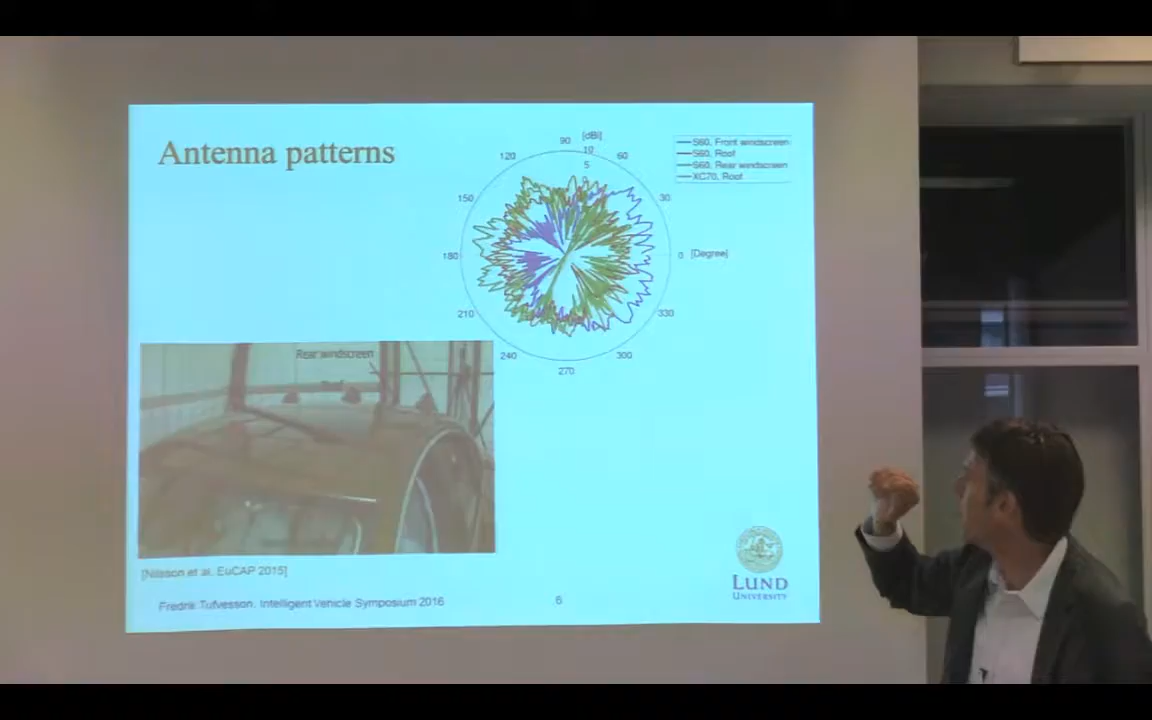 Antenna patterns
[dBi]
90
10
5
120
60
150
30
180
0
[Degree]
210
330
240
300
270
S60, Front windscreen
S60, Roof
S60, Rear windscreen
XC70, Roof
Rear windscreen
[Nilsson et al. EuCAP 2015]
Fredrik Tufvesson, Intelligent Vehicle Symposium 2016
6
LUND
UNIVERSITY